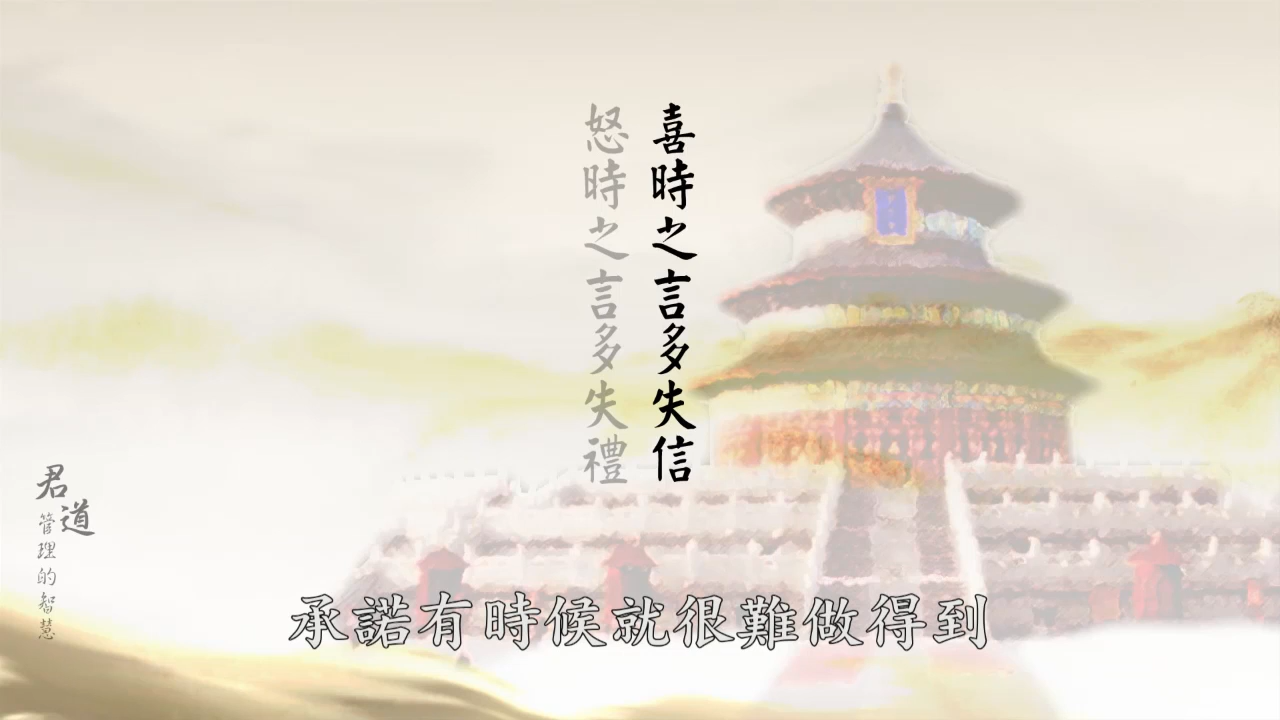 喜時之言多失信
怒時之言多失禮
君道
管理的智慧
承諾有時候就很難做得到